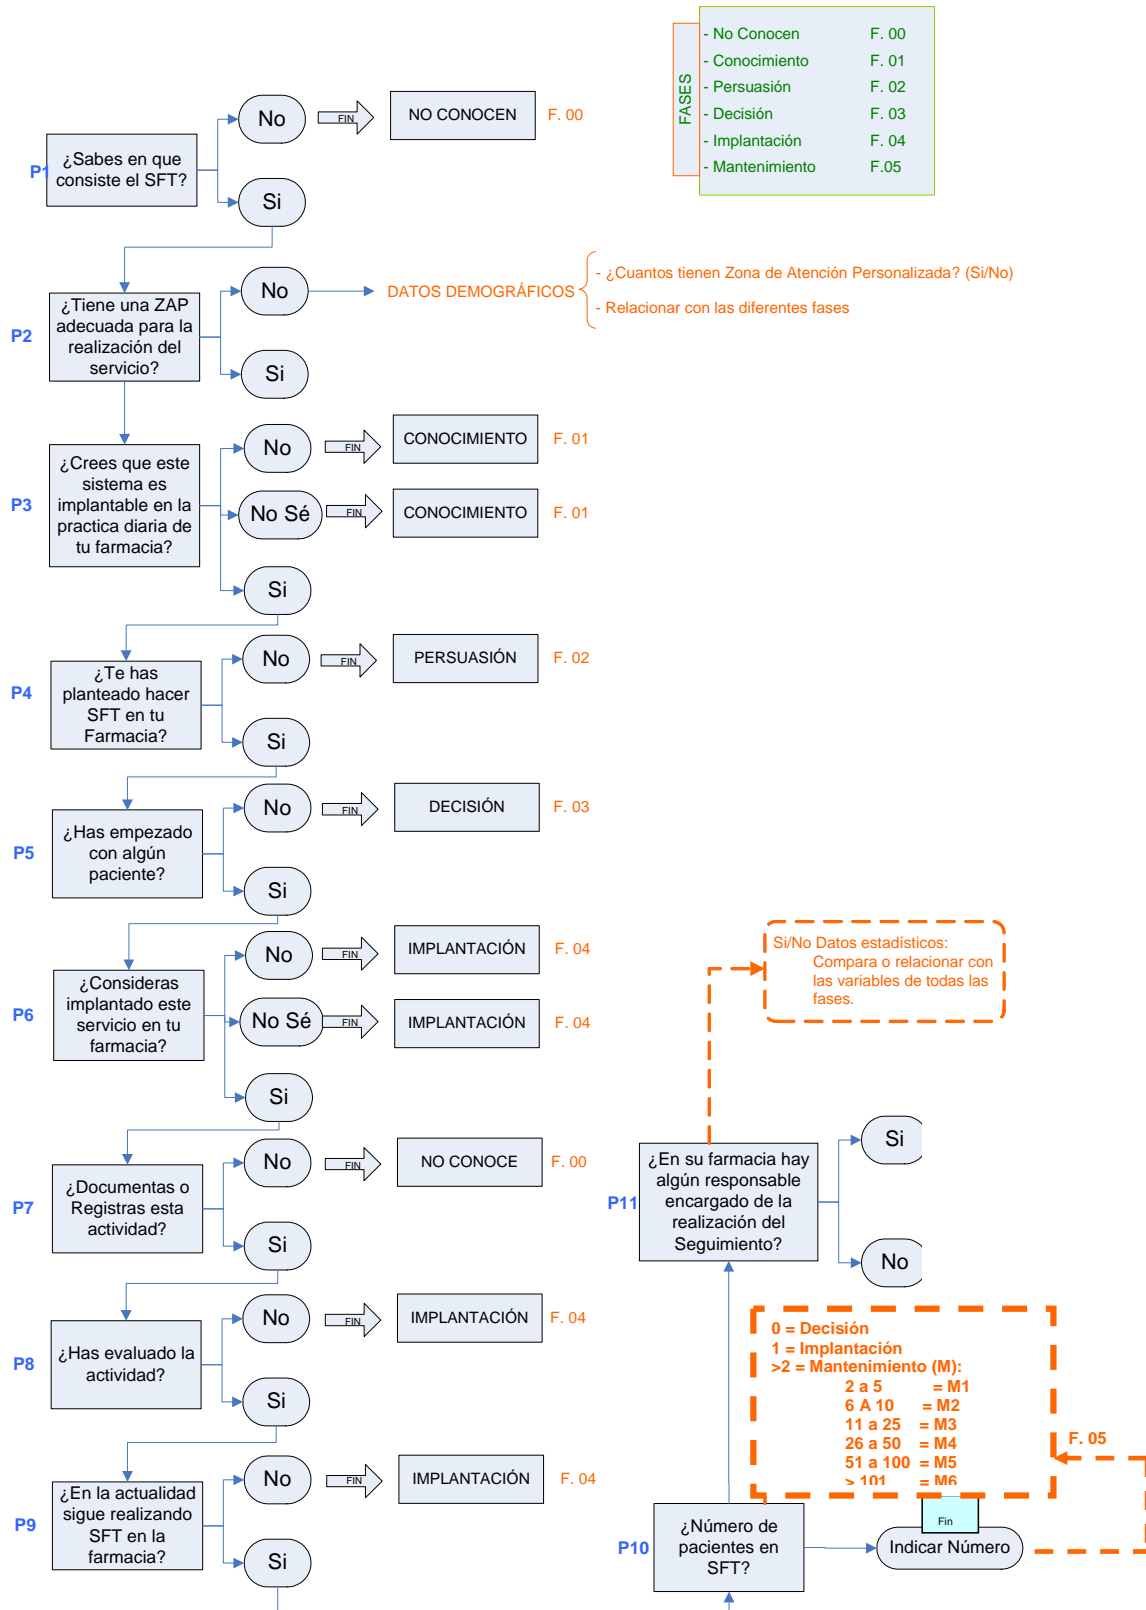 FASES
- No Conocen F. 00
- Conocimiento F. 01
- Persuasión F. 02
- Decisión F. 03
- Implantación F. 04
- Mantenimiento F.05
P1
¿Sabes en que
consiste el SFT?
No
FIN
NO CONOCEN
F. 00
Si
P2
¿Tiene una ZAP
adecuada para la
realización del
servicio?
No
DATOS DEMOGRÁFICOS
- ¿Cuantos tienen Zona de Atención Personalizada? (Si/No)
- Relacionar con las diferentes fases
Si
P3
¿Crees que este
sistema es
implantable en la
practica diaria de
tu farmacia?
No
FIN
CONOCIMIENTO
F. 01
No Sé
FIN
CONOCIMIENTO
F. 01
Si
P4
¿Te has
planteado hacer
SFT en tu
Farmacia?
No
FIN
PERSUASIÓN
F. 02
Si
P5
¿Has empezado
con algún
paciente?
No
FIN
DECISIÓN
F. 03
Si
P6
¿Consideras
implantado este
servicio en tu
farmacia?
No
FIN
IMPLANTACIÓN
F. 04
No Sé
FIN
IMPLANTACIÓN
F. 04
Si
P7
¿Documentas o
Registras esta
actividad?
No
FIN
NO CONOCE
F. 00
Si
P8
¿Has evaluado la
actividad?
No
FIN
IMPLANTACIÓN
F. 04
Si
P9
¿En la actualidad
sigue realizando
SFT en la
farmacia?
No
FIN
IMPLANTACIÓN
F. 04
Si
Si/No Datos estadísticos:
Compara o relacionar con
las variables de todas las
fases.
P11
¿En su farmacia hay
algún responsable
encargado de la
realización del
Seguimiento?
Si
No
0 = Decisión
1 = Implantación
>2 = Mantenimiento (M):
2 a 5 = M1
6 A 10 = M2
11 a 25 = M3
26 a 50 = M4
51 a 100 = M5
> 101 = M6
F. 05
P10
¿Número de
pacientes en
SFT?
Fin
Indicar Número